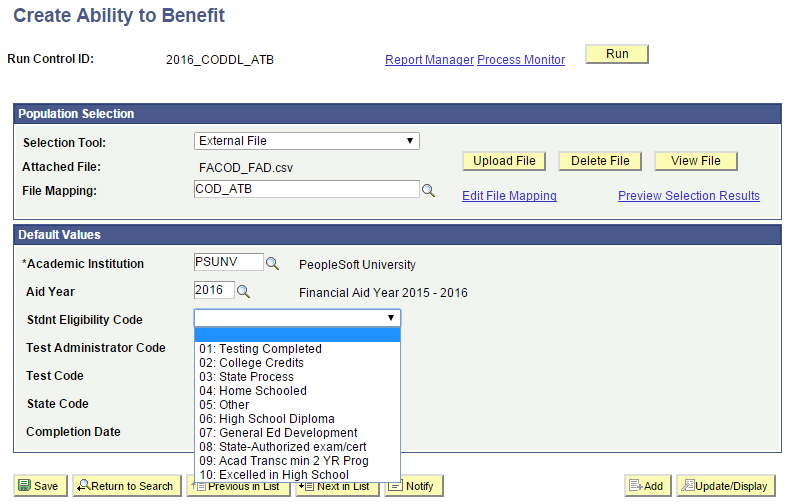 Create Ability to Benefit
Run Control ID: 2016_CODDL_ATB Report Manager Process Monitor Run
Population Selection
Selection Tool: External File
Attached File: FACOD_FAD.csv Upload File Delete File View File
File Mapping: COD_ATB Edit File Mapping Preview Selection Results
Default Values
*Academic Institution PSUNV PeopleSoft University
Aid Year 2016 Financial Aid Year 2015 - 2016
Stdnt Eligibility Code
Test Administrator Code
Test Code
State Code
Completion Date
01: Testing Completed
02: College Credits
03: State Process
04: Home Schooled
05: Other
06: High School Diploma
07: General Ed Development
08: State-Authorized exam/cert
09: Acad Transc min 2 YR Prog
10: Excelled in High School
Save Return to Search Previous in List Next in List Notify Add Update/Display